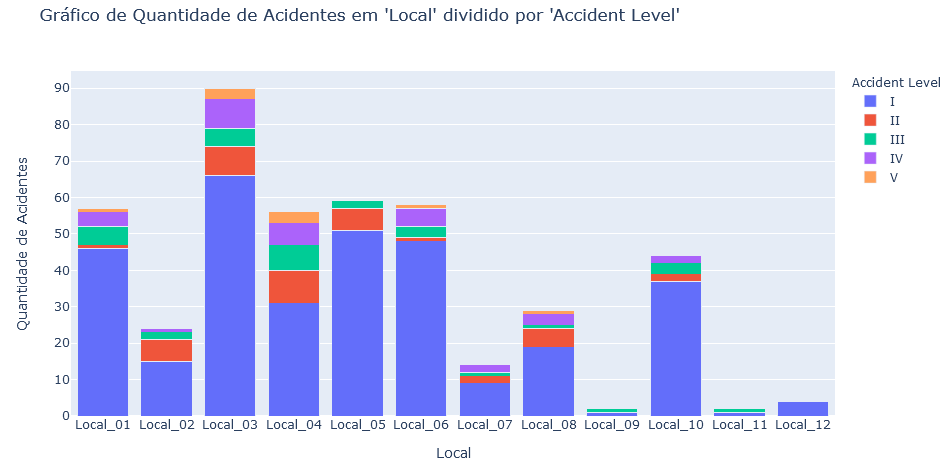 Gráfico de Quantidade de Acidentes em 'Local' dividido por 'Accident Level'
Accident Level
I
II
III
IV
V
Quantidade de Acidentes
90
80
70
60
50
40
30
20
10
0
Local_01 Local_02 Local_03 Local_04 Local_05 Local_06 Local_07 Local_08 Local_09 Local_10 Local_11 Local_12
Local